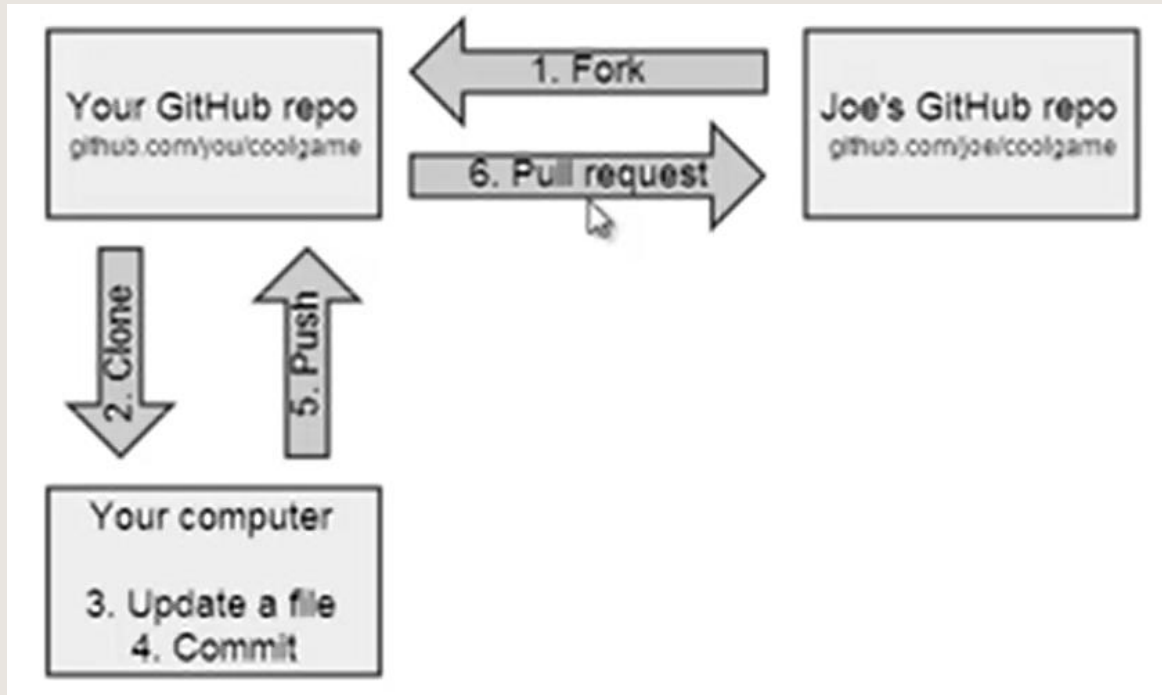 Your GitHub repo
github.com/you/coolgame
1. Fork
6. Pull request
Joe's GitHub repo
github.com/joe/coolgame
2. Clone
5. Push
Your computer
3. Update a file
4. Commit